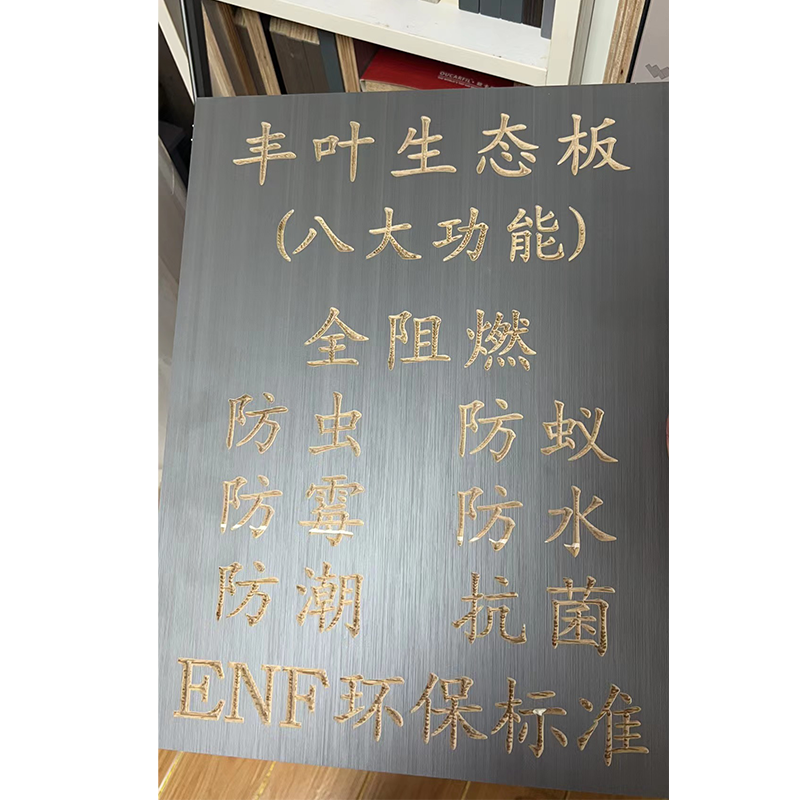 丰叶生态板
(八大功能)
全阻燃
防虫 防蚁
防霉 防水
防潮 抗菌
ENF环保标准